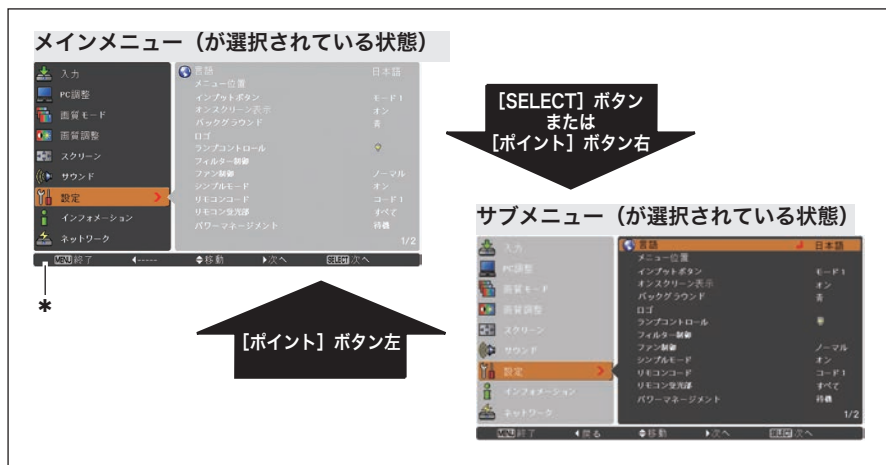 メインメニュー（が選択されている状態）
入力
PC調整
画質モード
画質調整
スクリーン
サウンド
設定
インフォメーション
ネットワーク
言語 日本語
メニュー位置
インプットボタン モード1
オンスクリーン表示 オン
バックグラウンド 青
ロゴ
ランプコントロール
フィルター制御
ファン制御 ノーマル
シンプルモード オン
リモコンコード コード1
リモコン受光部 すべて
パワーマネージメント 待機
1/2
MENU 終了 ----- 移動 次へ SELECT 次へ
*
[SELECT] ボタン
または
[ポイント] ボタン右
[ポイント] ボタン左
サブメニュー（が選択されている状態）
入力
PC調整
画質モード
画質調整
スクリーン
サウンド
設定
インフォメーション
ネットワーク
言語 日本語
メニュー位置
インプットボタン モード1
オンスクリーン表示 オン
バックグラウンド 青
ロゴ
ランプコントロール
フィルター制御
ファン制御 ノーマル
シンプルモード オン
リモコンコード コード1
リモコン受光部 すべて
パワーマネージメント 待機
1/2
MENU 終了 戻る 移動 次へ SELECT 次へ